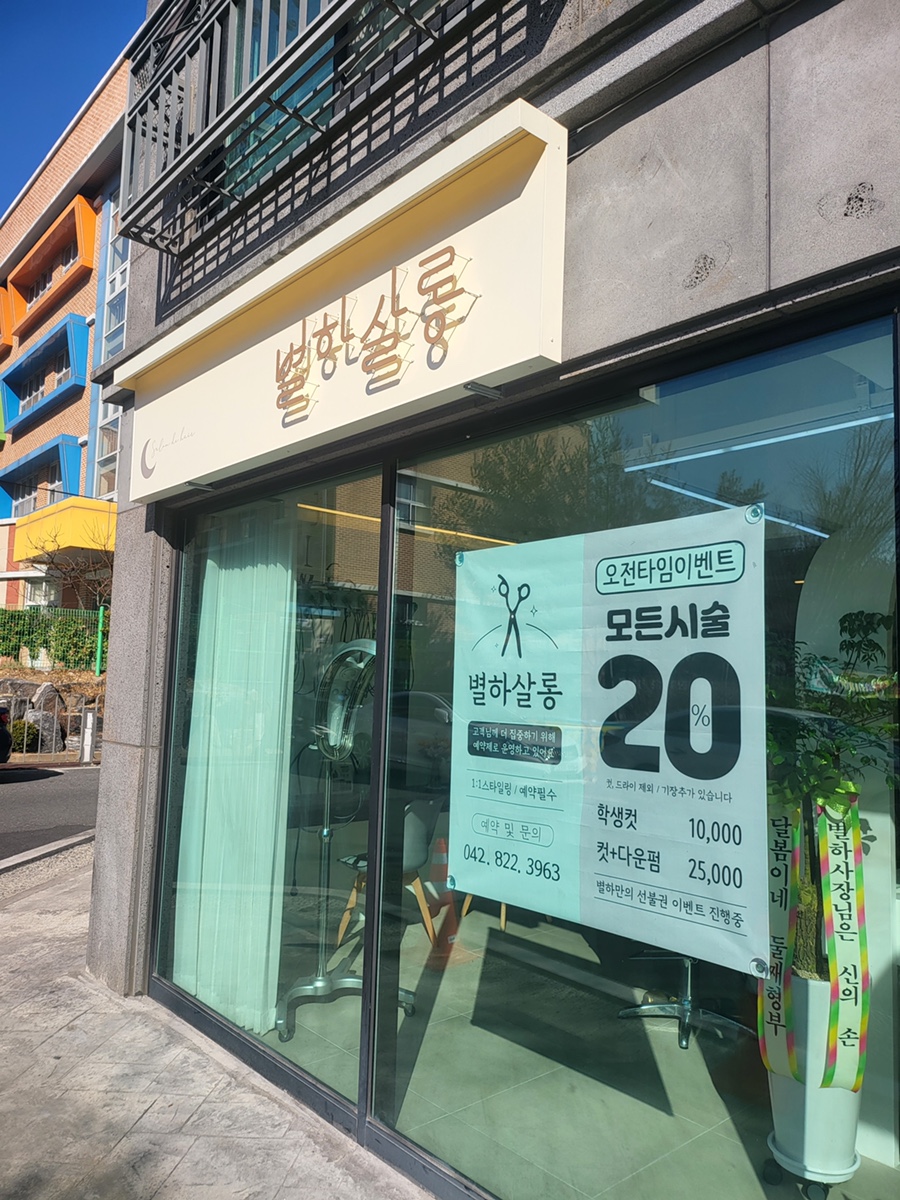 별하살롱
별하살롱
고객님께 더 집중하기 위해
예약제로 운영하고 있어요
1:1스타일링 / 예약필수
예약 및 문의
042. 822. 3963
오전타임이벤트
모든시술
20%
컷, 드라이 제외 / 기장추가 있습니다
학생컷 10,000
컷+다운펌 25,000
별하만의 선불권 이벤트 진행중
달봄이네 둘째형부
별하사장님은 신의 손